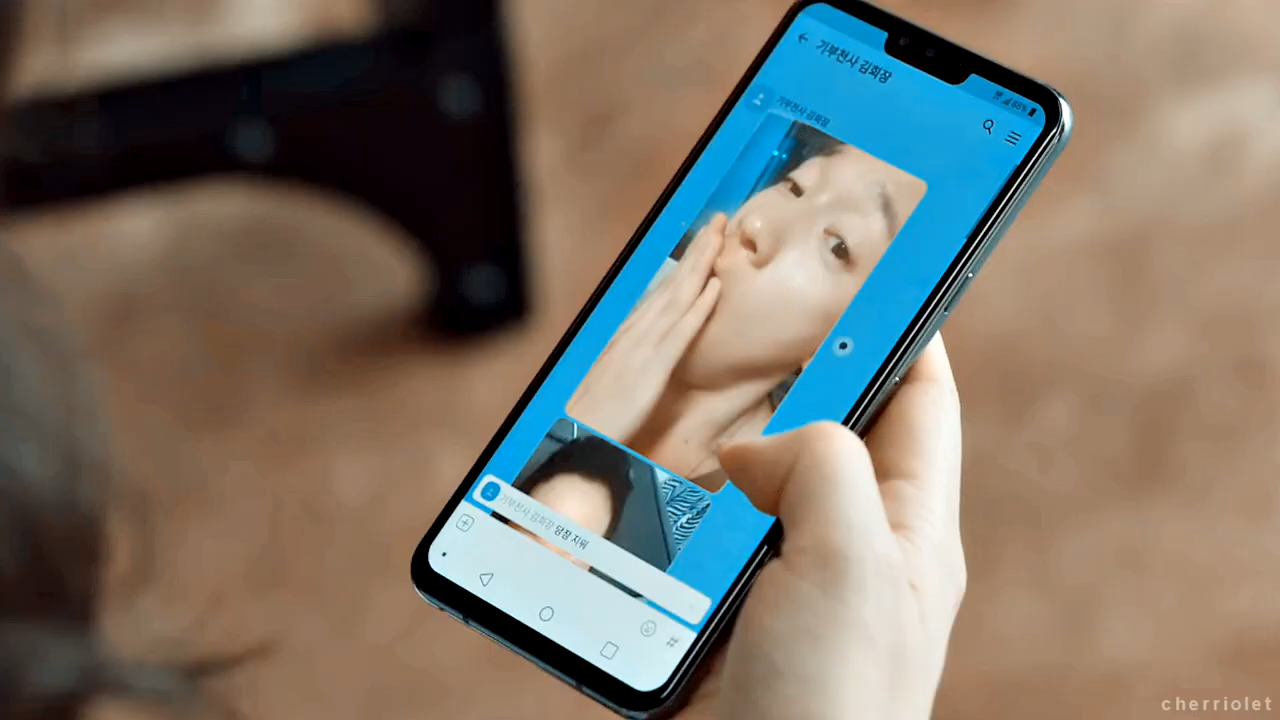 기부천사 김회장
88%
기부천사 김회장
기부천사 김회장 당장 지워
#
cherriolet